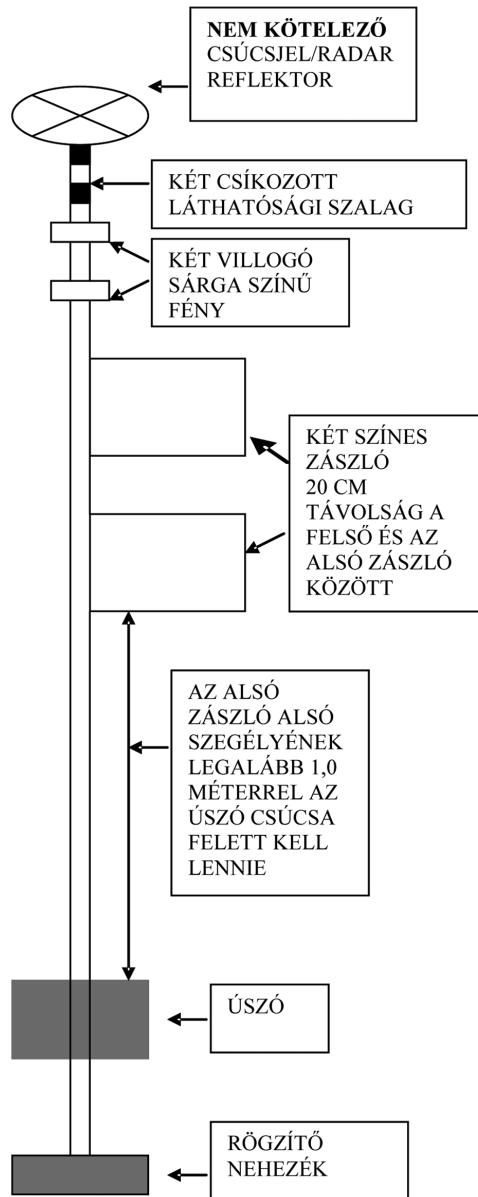 NEM KÖTELEZŐ
CSÚCSJEL/RADAR
REFLEKTOR
KÉT CSÍKOZOTT
LÁTHATÓSÁGI SZALAG
KÉT VILLOGÓ
SÁRGA SZÍNŰ
FÉNY
KÉT SZÍNES
ZÁSZLÓ
20 CM
TÁVOLSÁG A
FELSŐ ÉS AZ
ALSÓ ZÁSZLÓ
KÖZÖTT
AZ ALSÓ
ZÁSZLÓ ALSÓ
SZEGÉLYÉNEK
LEGALÁBB 1,0
MÉTERREL AZ
ÚSZÓ CSÚCSA
FELETT KELL
LENNIE
ÚSZÓ
RÖGZÍTŐ
NEHEZÉK